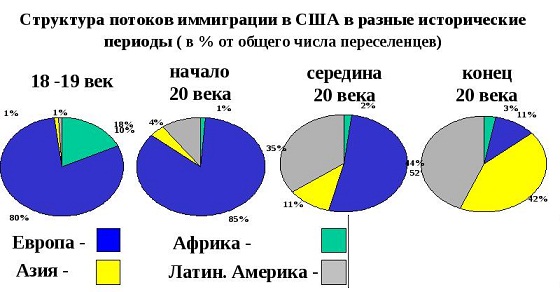 Структура потоков иммиграции в США в разные исторические
периоды ( в % от общего числа переселенцев)
18 -19 век
начало
20 века
середина
20 века
конец
20 века
1%
1%
18%
80%
1%
4%
10%
85%
2%
35%
52%
11%
3%
11%
44%
42%
Европа -
Африка -
Азия -
Латин. Америка -